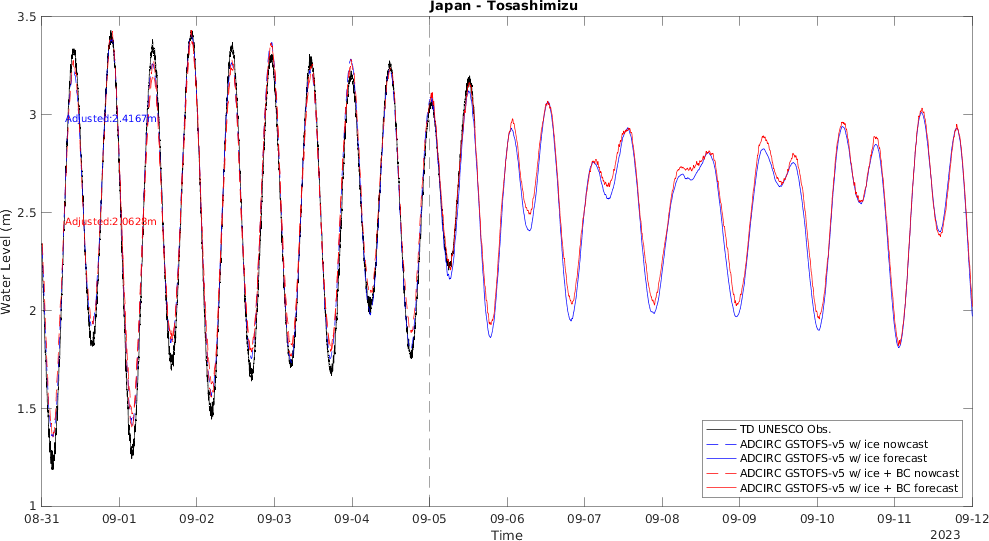 Japan - Tosashimizu
3.5
3
2.5
2
1.5
1
Water Level (m)
Adjusted:2.4167m
Adjusted:2.0628m
TD UNESCO Obs.
ADCIRC GSTOFS-v5 w/ ice nowcast
ADCIRC GSTOFS-v5 w/ ice forecast
ADCIRC GSTOFS-v5 w/ ice + BC nowcast
ADCIRC GSTOFS-v5 w/ ice + BC forecast
08-31 09-01 09-02 09-03 09-04 09-05 09-06 09-07 09-08 09-09 09-10 09-11 09-12
Time
2023